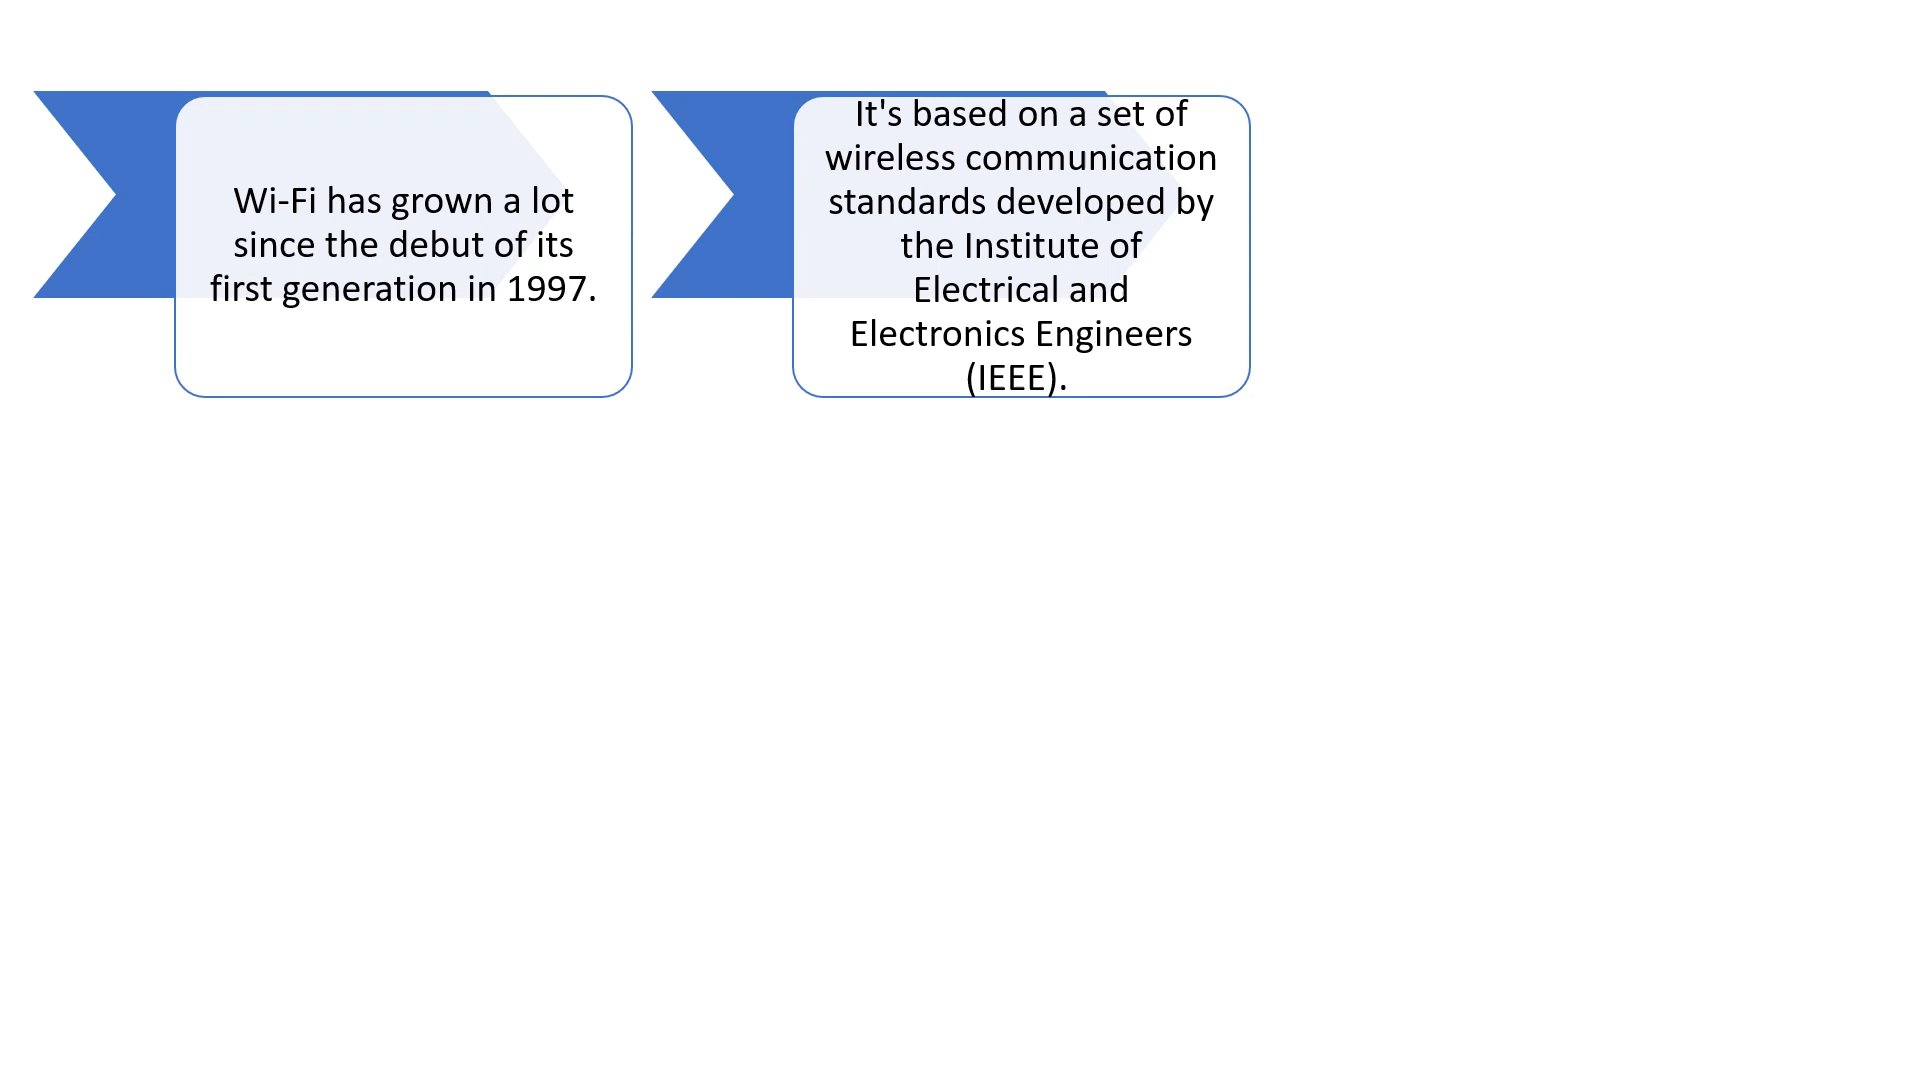 Wi-Fi has grown a lot
since the debut of its
first generation in 1997.
It's based on a set of
wireless communication
standards developed by
the Institute of
Electrical and
Electronics Engineers
(IEEE).